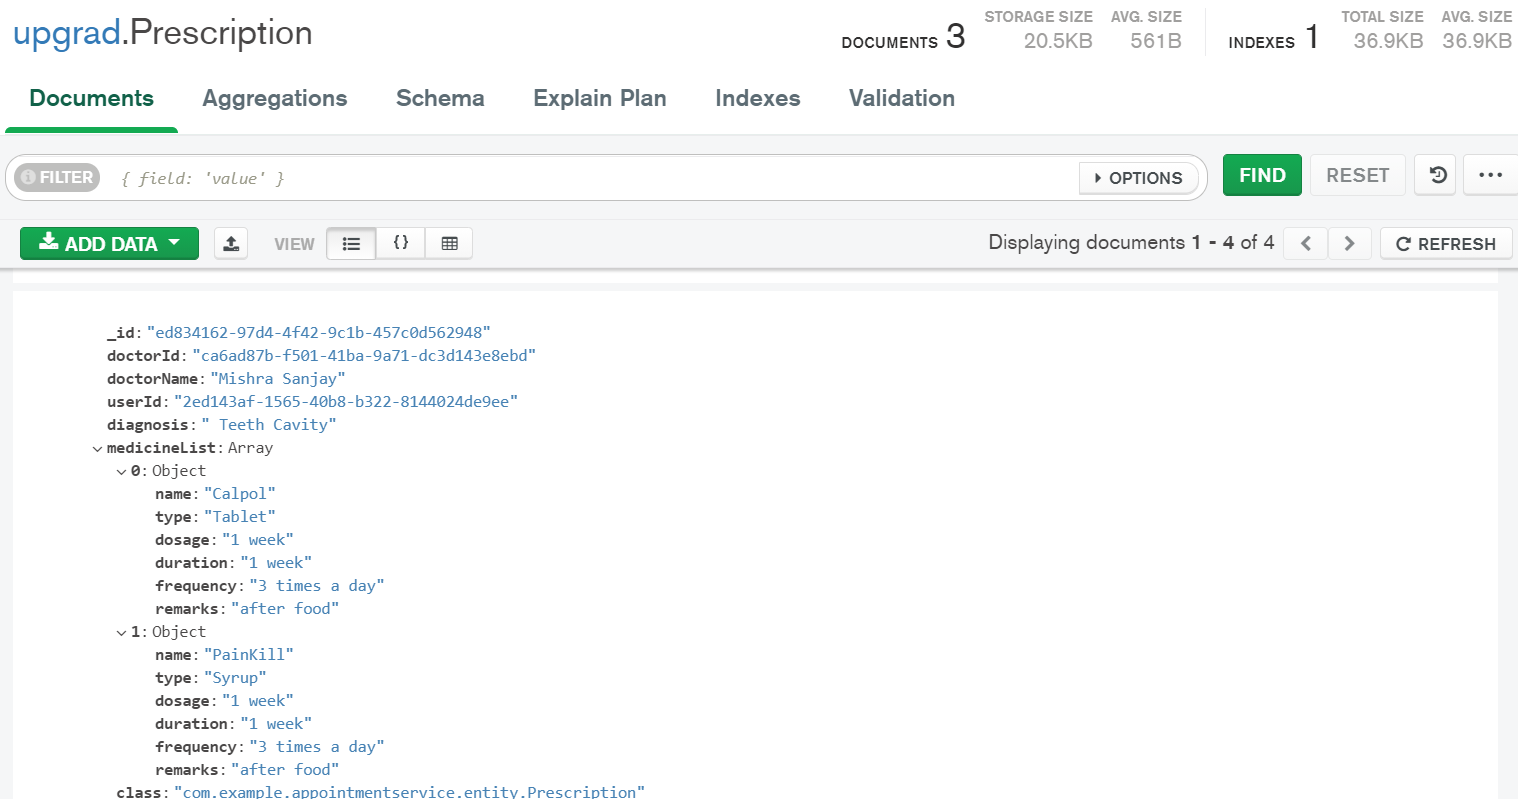 upgrad.Prescription
DOCUMENTS 3 STORAGE SIZE 20.5KB AVG. SIZE 561B INDEXES 1 TOTAL SIZE 36.9KB AVG. SIZE 36.9KB
Documents Aggregations Schema Explain Plan Indexes Validation
FILTER { field: 'value' } OPTIONS FIND RESET ...
ADD DATA VIEW {} Displaying documents 1 - 4 of 4 REFRESH
_id: "ed834162-97d4-4f42-9c1b-457c0d562948"
doctorId: "ca6ad87b-f501-41ba-9a71-dc3d143e8ebd"
doctorName: "Mishra Sanjay"
userId: "2ed143af-1565-40b8-b322-8144024de9ee"
diagnosis: " Teeth Cavity"
medicineList: Array
0: Object
name: "Calpol"
type: "Tablet"
dosage: "1 week"
duration: "1 week"
frequency: "3 times a day"
remarks: "after food"
1: Object
name: "PainKill"
type: "Syrup"
dosage: "1 week"
duration: "1 week"
frequency: "3 times a day"
remarks: "after food"
class: "com.example.appointmentservice.entity.Prescription"